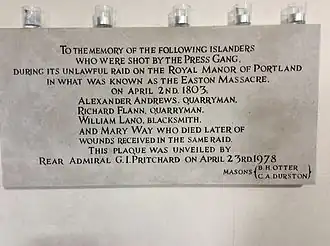 TO THE MEMORY OF THE FOLLOWING ISLANDERS
WHO WERE SHOT BY THE PRESS GANG,
DURING ITS UNLAWFUL RAID ON THE ROYAL MANOR OF PORTLAND
IN WHAT WAS KNOWN AS THE EASTON MASSACRE,
ON APRIL 2ND. 1803.
ALEXANDER ANDREWS, QUARRYMAN,
RICHARD FLANN, QUARRYMAN,
WILLIAM LANO, BLACKSMITH,
AND MARY WAY WHO DIED LATER OF
WOUNDS RECEIVED IN THE SAME RAID.
THIS PLAQUE WAS UNVEILED BY
REAR ADMIRAL G.I. PRITCHARD ON APRIL 23RD. 1978
MASONS { B.H. OTTER
C.A. DURSTON }